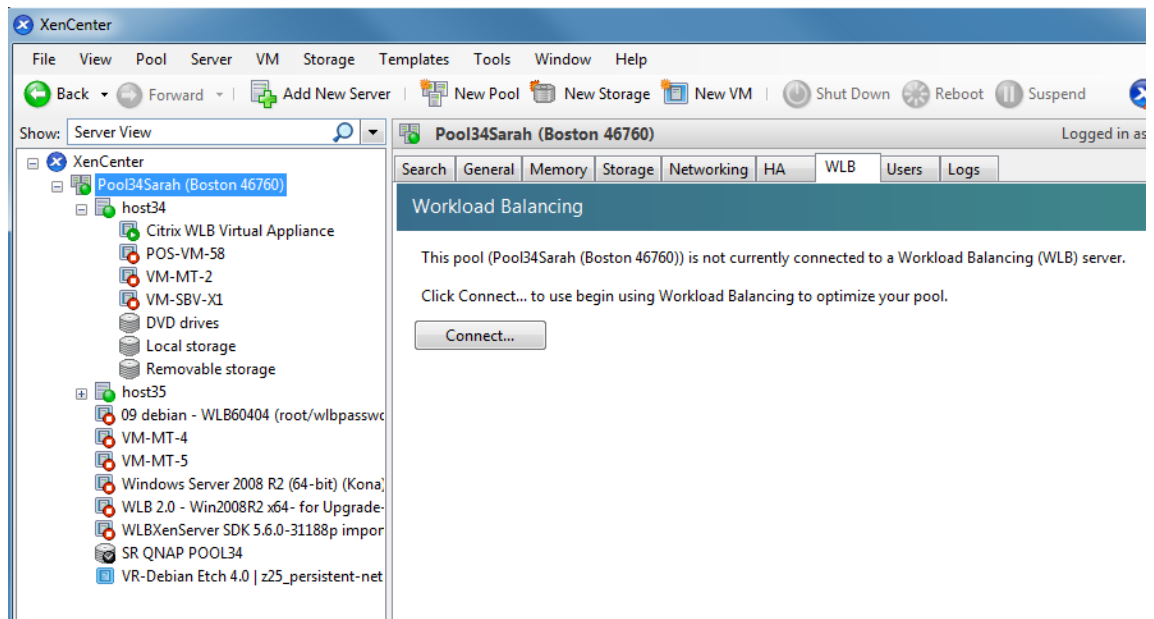 XenCenter
File View Pool Server VM Storage Templates Tools Window Help
Back Forward Add New Server New Pool New Storage New VM Shut Down Reboot Suspend
Show: Server View
Pool34Sarah (Boston 46760) Logged in as
Search General Memory Storage Networking HA WLB Users Logs
XenCenter
Pool34Sarah (Boston 46760)
host34
Citrix WLB Virtual Appliance
POS-VM-58
VM-MT-2
VM-SBV-X1
DVD drives
Local storage
Removable storage
host35
09 debian - WLB60404 (root/wlbpasswo
VM-MT-4
VM-MT-5
Windows Server 2008 R2 (64-bit) (Kona)
WLB 2.0 - Win2008R2 x64- for Upgrade-
WLBXenServer SDK 5.6.0-31188p impor
SR QNAP POOL34
VR-Debian Etch 4.0 | z25_persistent-net
Workload Balancing
This pool (Pool34Sarah (Boston 46760)) is not currently connected to a Workload Balancing (WLB) server.
Click Connect... to use begin using Workload Balancing to optimize your pool.
Connect...